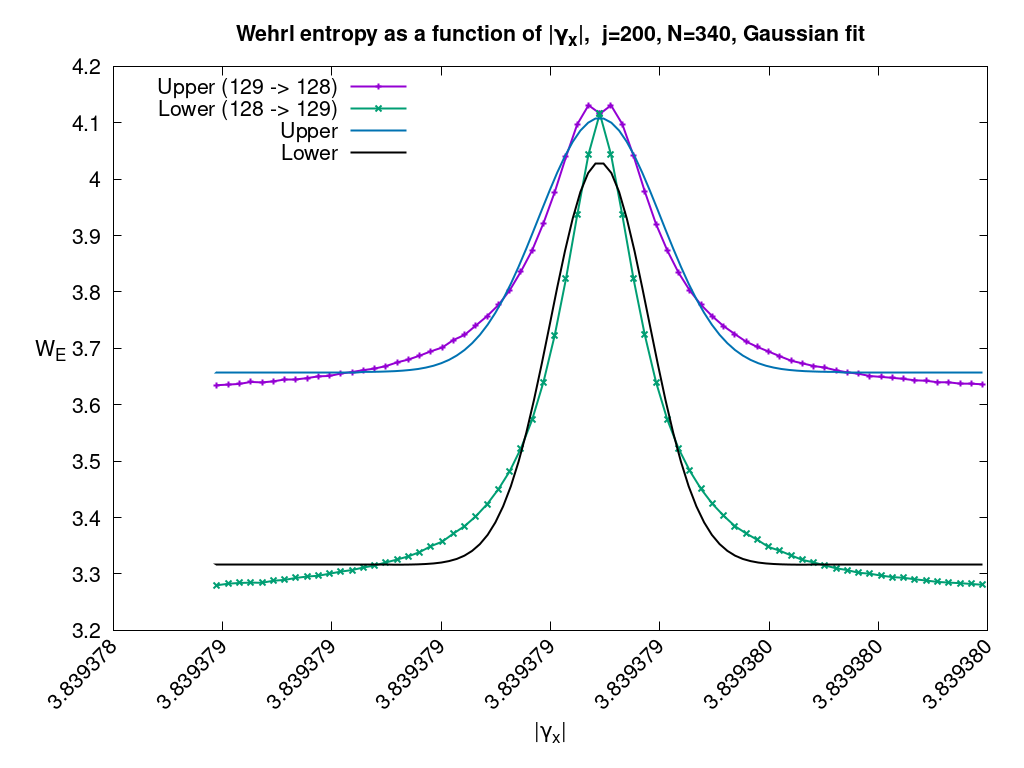 Wehrl entropy as a function of |γx|, j=200, N=340, Gaussian fit
4.2
4.1
4
3.9
3.8
3.7
3.6
3.5
3.4
3.3
3.2
WE
Upper (129 -> 128)
Lower (128 -> 129)
Upper
Lower
3.839378
3.839379
3.839379
3.839379
3.839379
3.839379
3.839380
3.839380
3.839380
|γx|